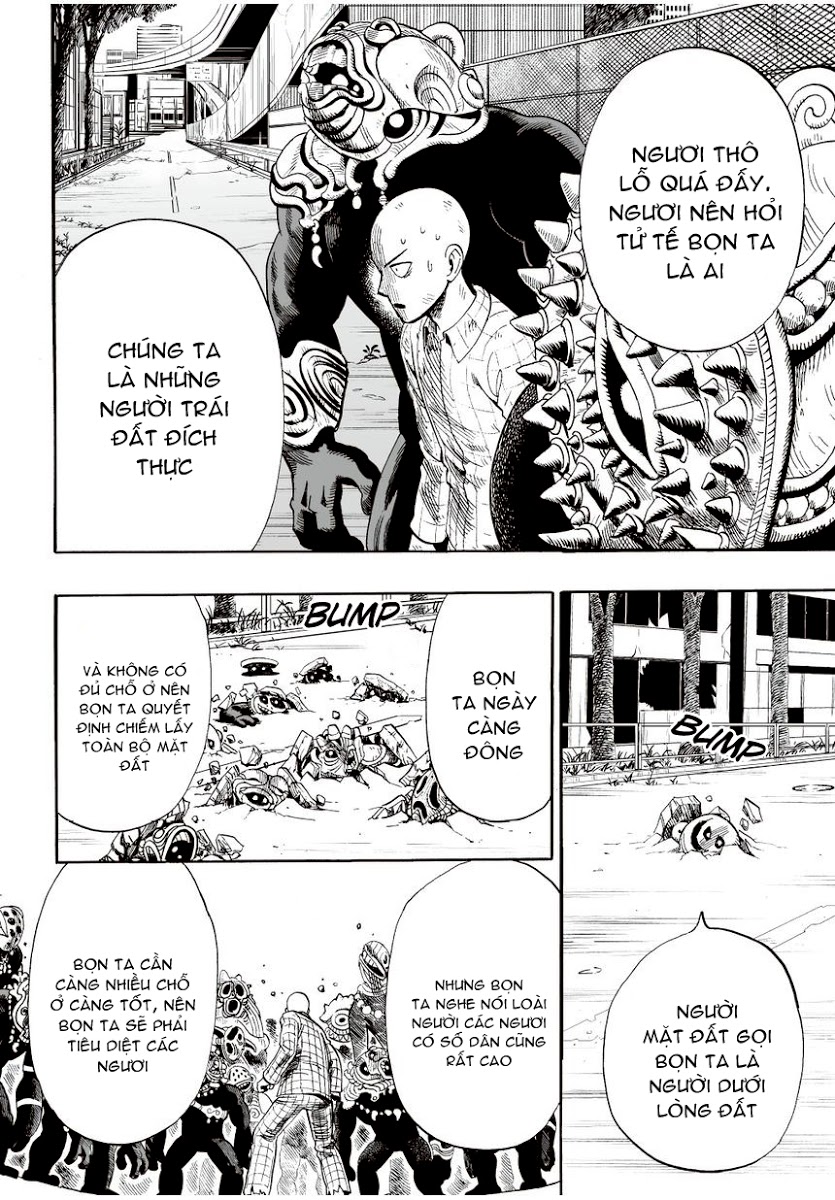 NGƯƠI THÔ
LỖ QUÁ ĐẤY.
NGƯƠI NÊN HỎI
TỬ TẾ BỌN TA
LÀ AI
CHÚNG TA
LÀ NHỮNG
NGƯỜI TRÁI
ĐẤT ĐÍCH
THỰC
BUMP
NGƯỜI
MẶT ĐẤT GỌI
BỌN TA LÀ
NGƯỜI DƯỚI
LÒNG ĐẤT
BUMP
BỌN
TA NGÀY
CÀNG
ĐÔNG
VÀ KHÔNG CÓ
ĐỦ CHỖ Ở NÊN
BỌN TA QUYẾT
ĐỊNH CHIẾM LẤY
TOÀN BỘ MẶT
ĐẤT
NHƯNG BỌN
TA NGHE NÓI LOÀI
NGƯỜI CÁC NGƯƠI
CÓ SỐ DÂN CŨNG
RẤT CAO
BỌN TA CẦN
CÀNG NHIỀU CHỖ
Ở CÀNG TỐT, NÊN
BỌN TA SẼ PHẢI
TIÊU DIỆT CÁC
NGƯƠI